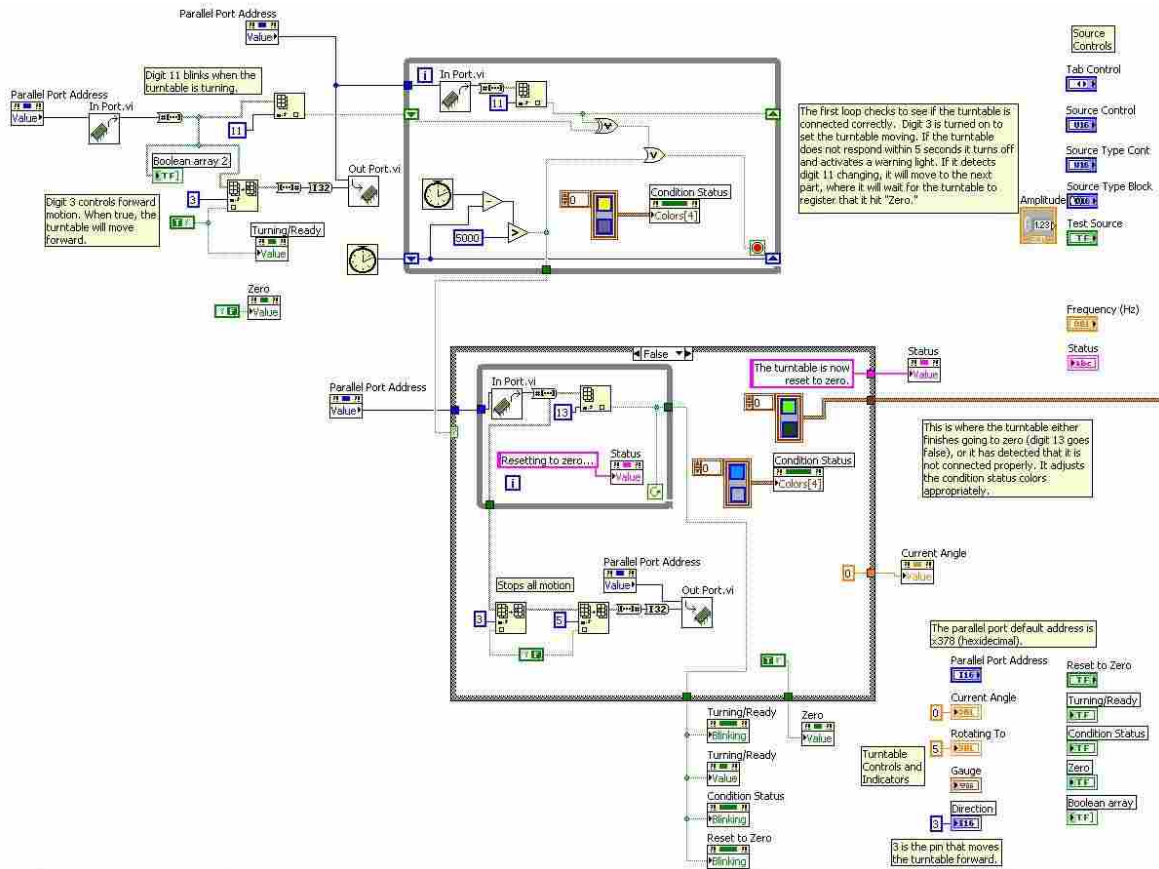 Parallel Port Address
Value
Digit 11 blinks when the
turntable is turning.
Parallel Port Address
Value
In Port.vi
11
Boolean array 2
TF
Out Port.vi
I32
3
Digit 3 controls forward
motion. When true, the
turntable will move
forward.
TF
Turning/Ready
Value
Zero
TF
Value
i
In Port.vi
11
5000
0
Condition Status
Colors[4]
The first loop checks to see if the turntable is
connected correctly. Digit 3 is turned on to
set the turntable moving. If the turntable
does not respond within 5 seconds it turns off
and activates a warning light. If it detects
digit 11 changing, it will move to the next
part, where it will wait for the turntable to
register that it hit "Zero."
Source
Controls
Tab Control
Source Control
U16
Source Type Cont
U16
Source Type Block
U16
Amplitude
1.23
Test Source
TF
Frequency (Hz)
DBL
Status
abc
False
Parallel Port Address
Value
In Port.vi
13
Resetting to zero...
Status
Value
i
The turntable is now
reset to zero.
Status
Value
0
0
Condition Status
Colors[4]
This is where the turntable either
finishes going to zero (digit 13 goes
false), or it has detected that it is
not connected properly. It adjusts
the condition status colors
appropriately.
0
Current Angle
Value
Stops all motion
Parallel Port Address
Value
Out Port.vi
3
5
I32
TF
TF
Turning/Ready
Blinking
Zero
Value
Turning/Ready
Value
Condition Status
Blinking
Reset to Zero
Blinking
The parallel port default address is
x378 (hexidecimal).
Parallel Port Address
I16
Reset to Zero
TF
Current Angle
0
DBL
Turning/Ready
TF
Rotating To
5
DBL
Condition Status
TF
Turntable
Controls and
Indicators
Gauge
Zero
TF
Direction
3
I16
Boolean array
TF
3 is the pin that moves
the turntable forward.